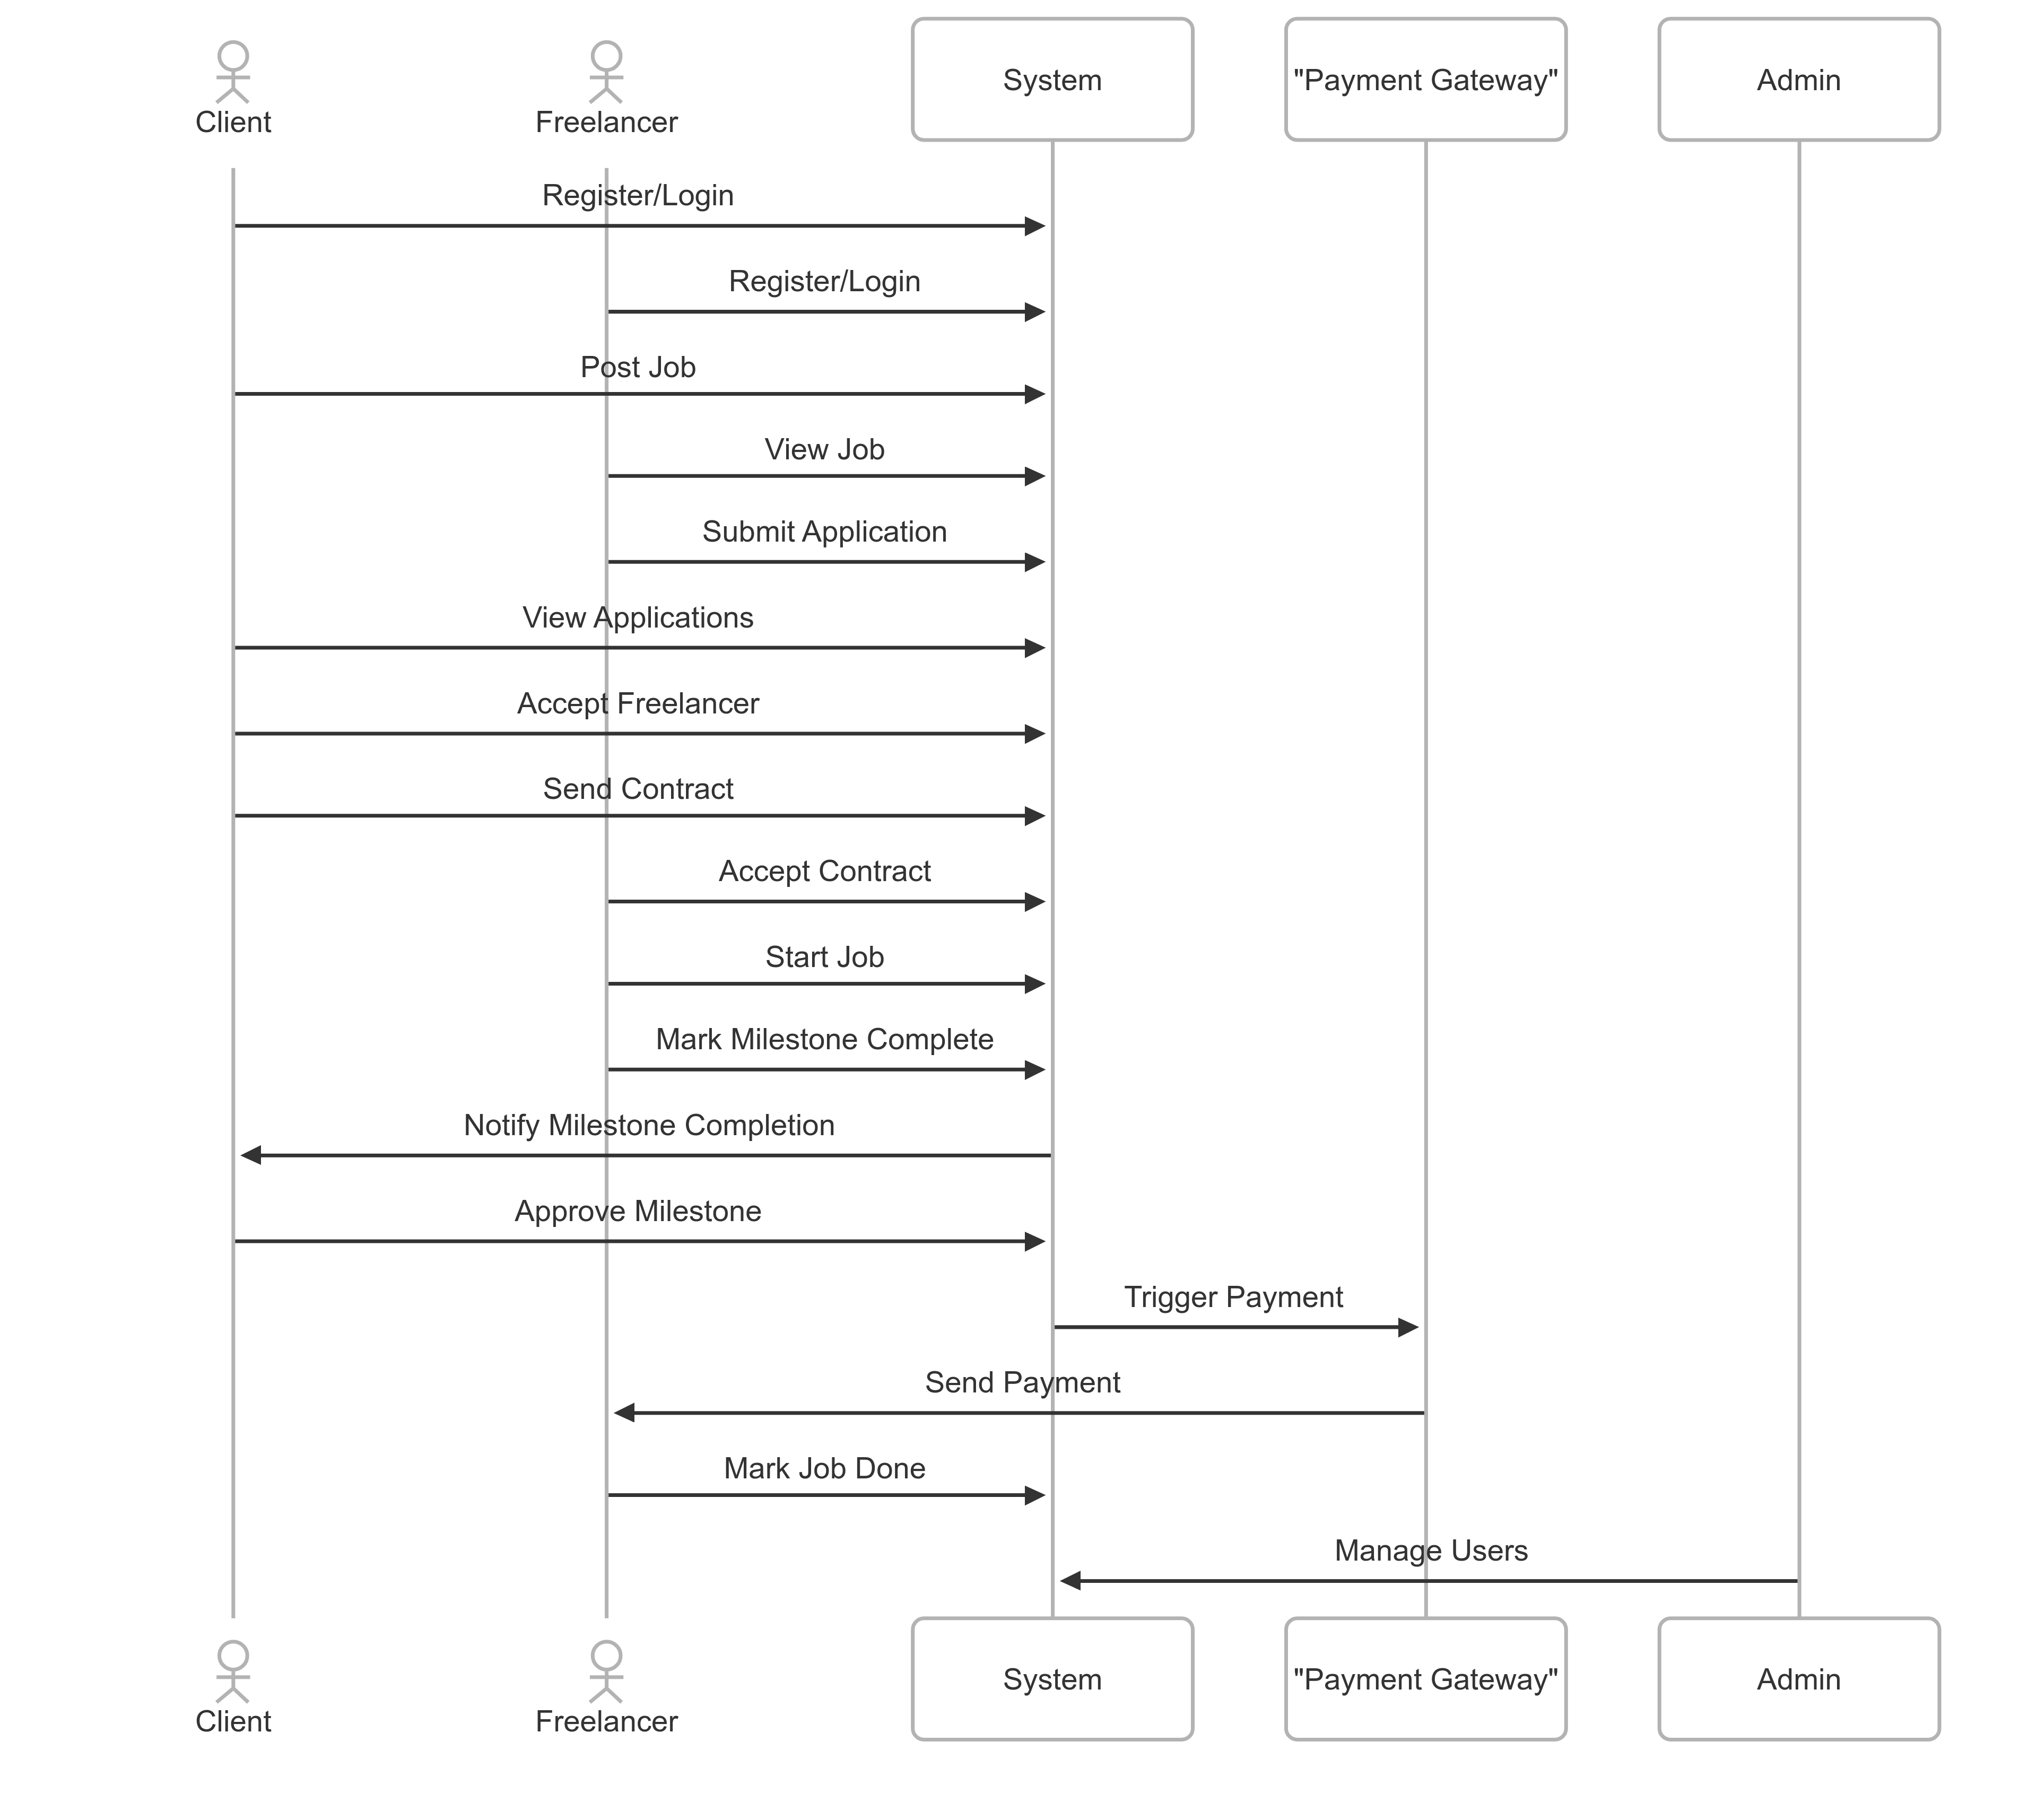 Client
Freelancer
System
"Payment Gateway"
Admin
Register/Login
Register/Login
Post Job
View Job
Submit Application
View Applications
Accept Freelancer
Send Contract
Accept Contract
Start Job
Mark Milestone Complete
Notify Milestone Completion
Approve Milestone
Trigger Payment
Send Payment
Mark Job Done
Manage Users
Client
Freelancer
System
"Payment Gateway"
Admin